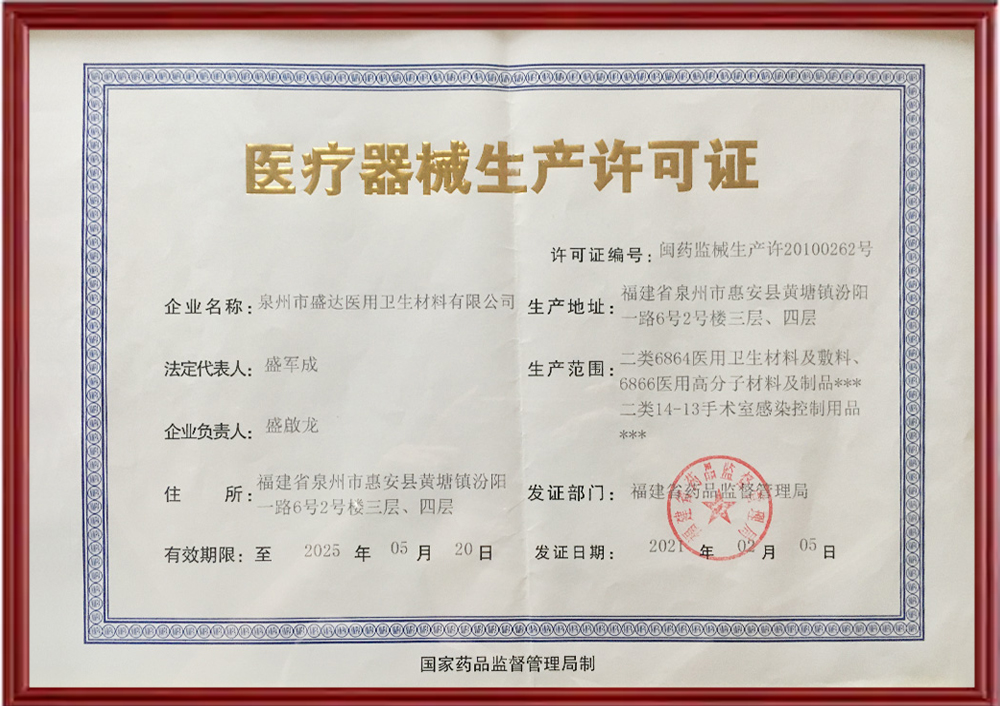 医疗器械生产许可证
许可证编号：闽药监械生产许20100262号
企业名称：泉州市盛达医用卫生材料有限公司
法定代表人：盛军成
企业负责人：盛啟龙
住 所：福建省泉州市惠安县黄塘镇汾阳
一路6号2号楼三层、四层
有效期限：至 2025 年 05 月 20 日
生产地址：福建省泉州市惠安县黄塘镇汾阳
一路6号2号楼三层、四层
生产范围：二类6864医用卫生材料及敷料、
6866医用高分子材料及制品***
二类14-13手术室感染控制用品
***
发证部门：福建省药品监督管理局
发证日期：2021 年 02 月 05 日
福建省药品监督管理局
国家药品监督管理局制